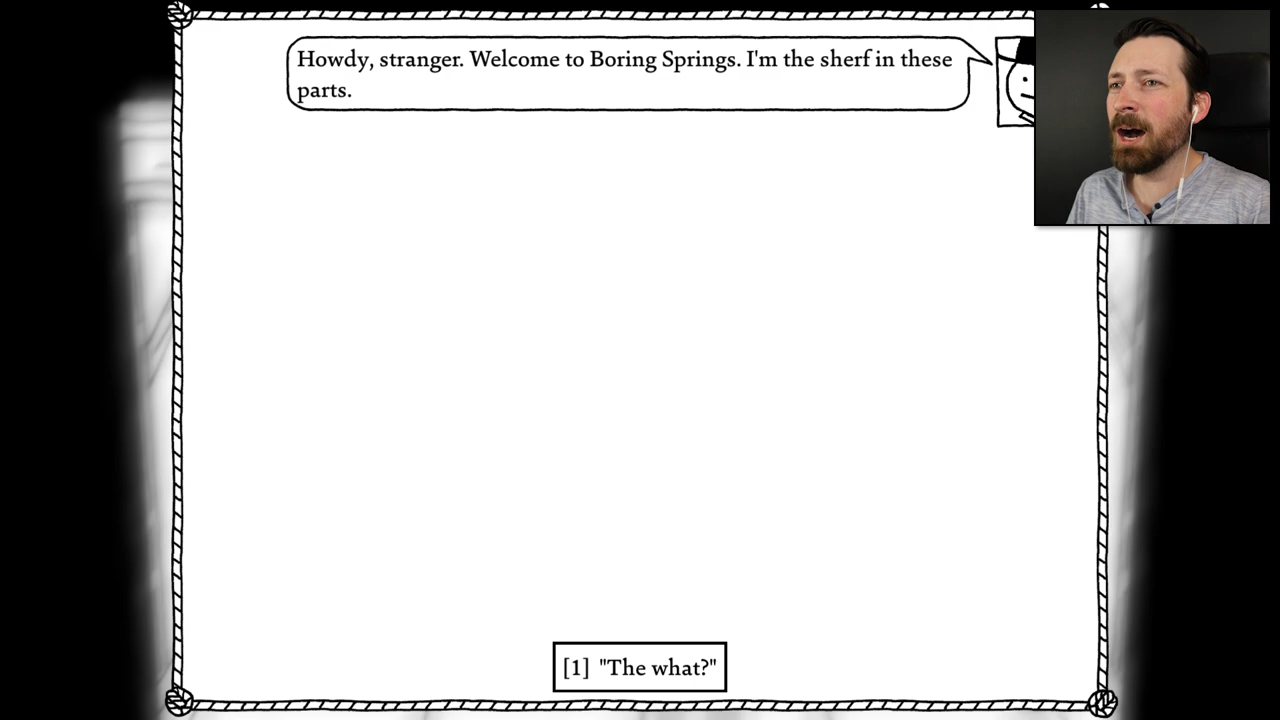 Howdy, stranger. Welcome to Boring Springs. I'm the sherf in these
parts.
[1] "The what?"